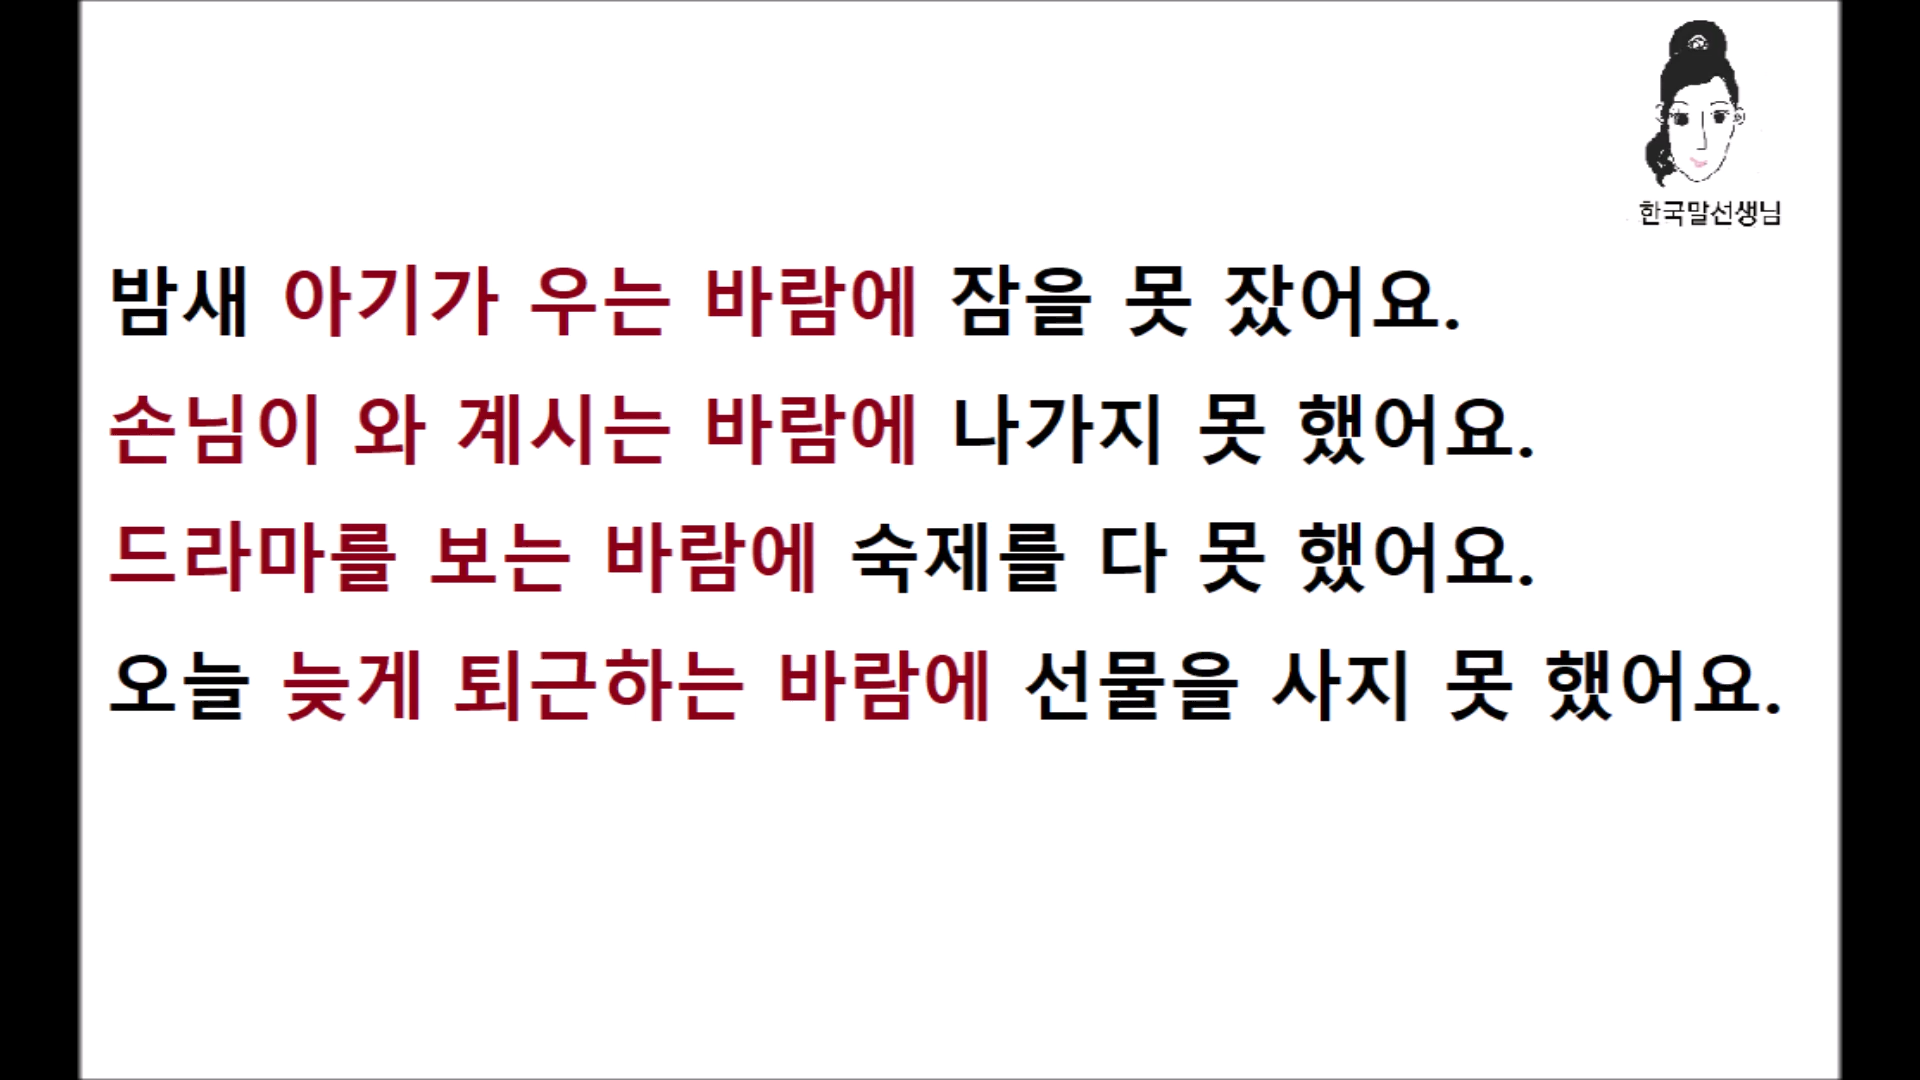 한국말선생님
밤새 아기가 우는 바람에 잠을 못 잤어요.
손님이 와 계시는 바람에 나가지 못 했어요.
드라마를 보는 바람에 숙제를 다 못 했어요.
오늘 늦게 퇴근하는 바람에 선물을 사지 못 했어요.